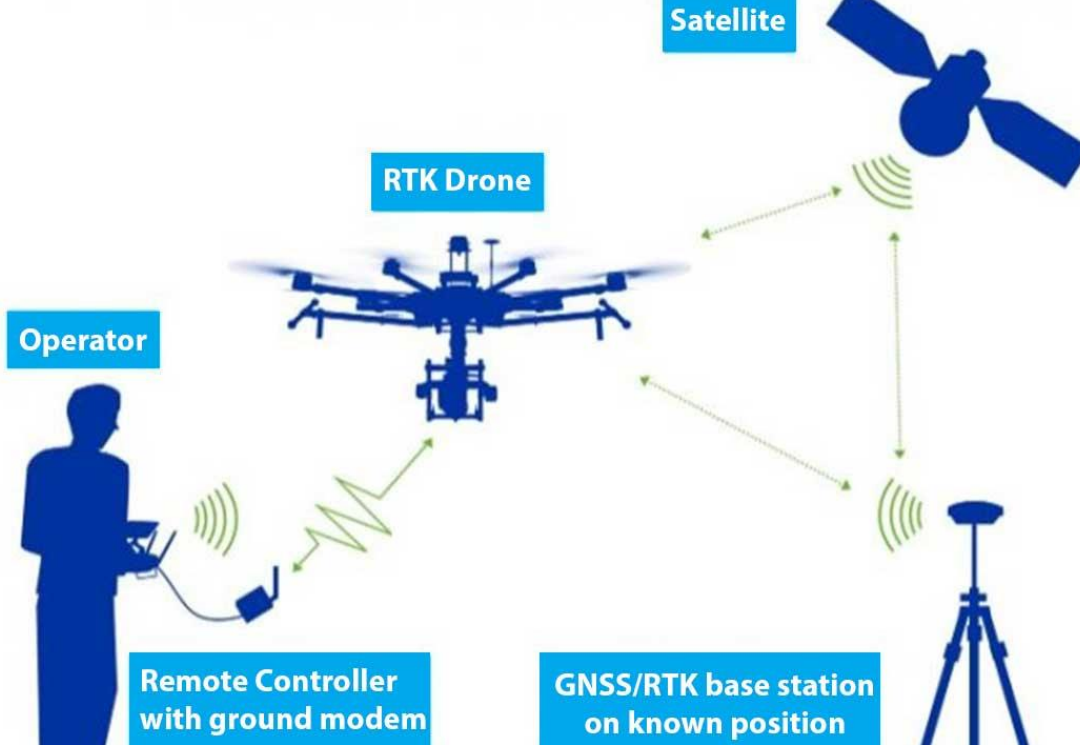 Satellite
RTK Drone
Operator
Remote Controller
with ground modem
GNSS/RTK base station
on known position